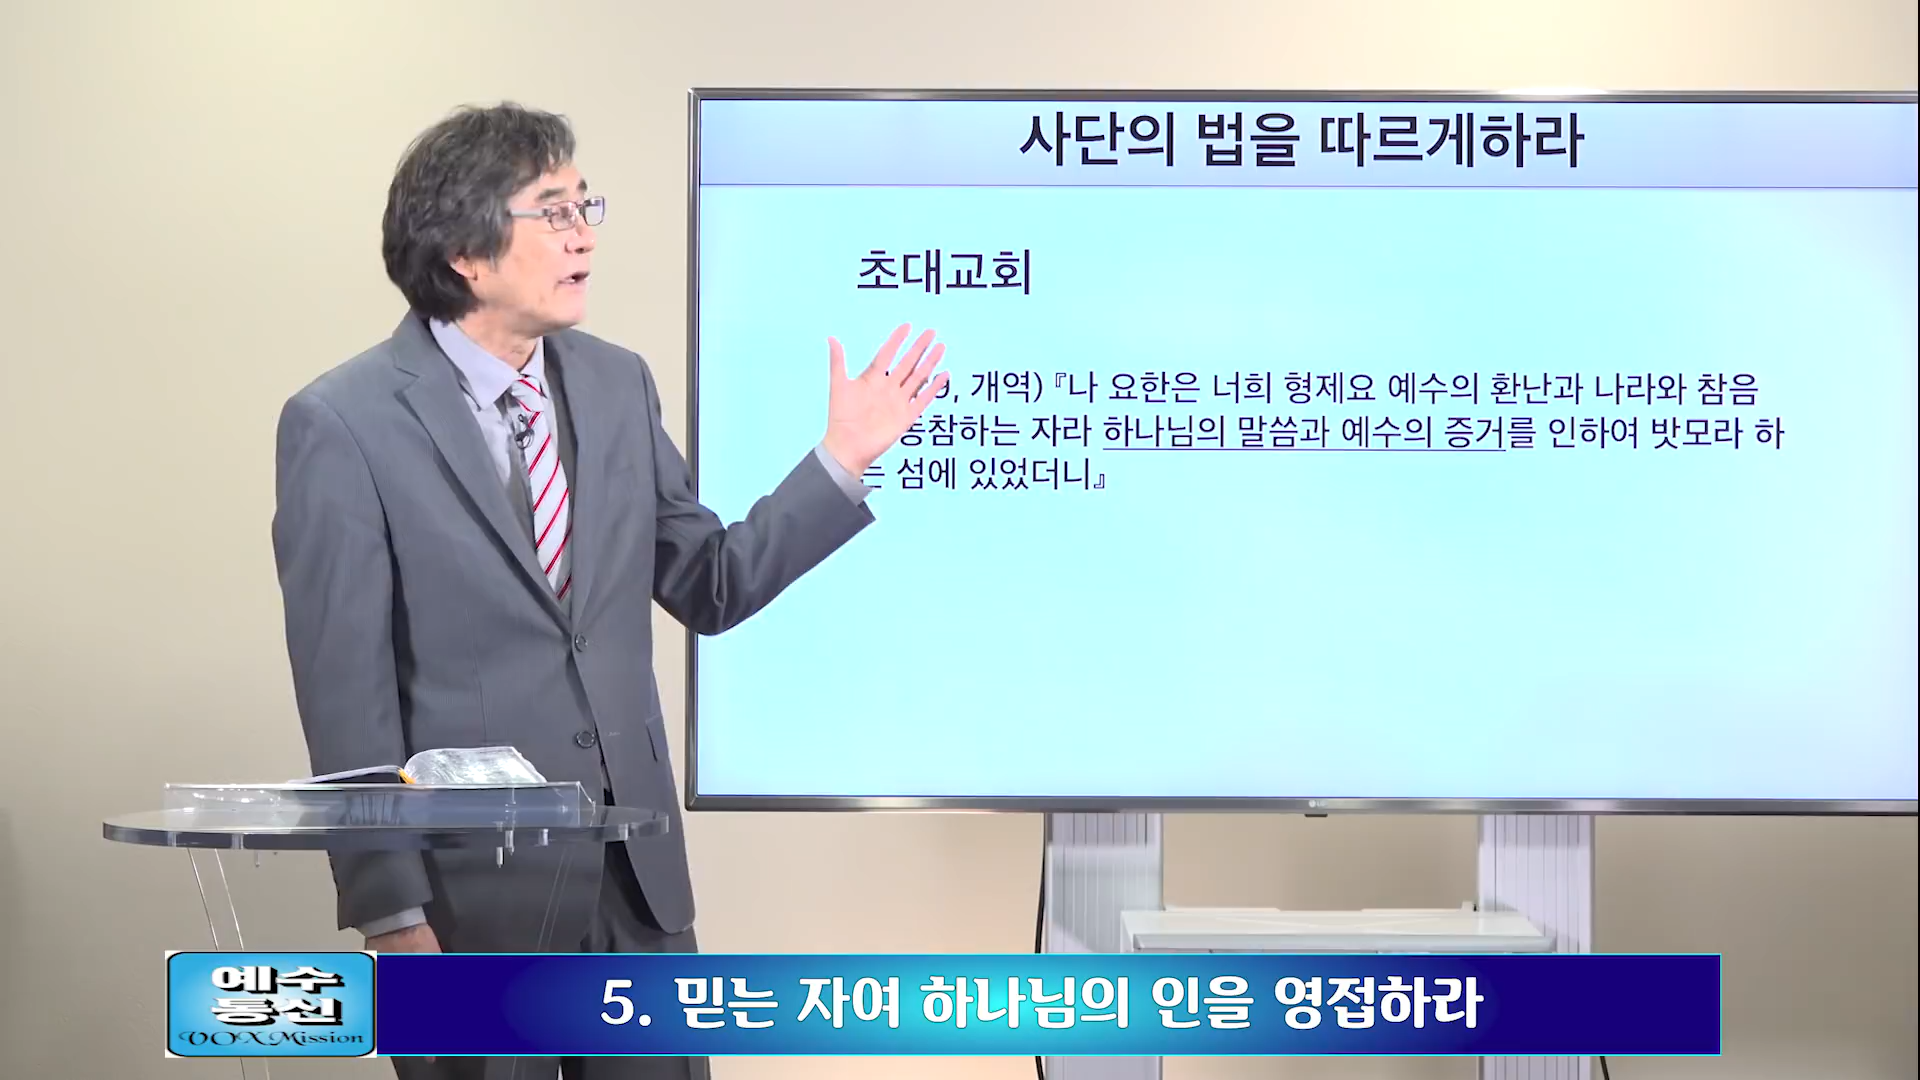 사단의 법을 따르게하라
초대교회
9, 개역) 『나 요한은 너희 형제요 예수의 환난과 나라와 참음
동참하는 자라 하나님의 말씀과 예수의 증거를 인하여 밧모라 하
는 섬에 있었더니』
예수
통신
VOX Mission
5. 믿는 자여 하나님의 인을 영접하라